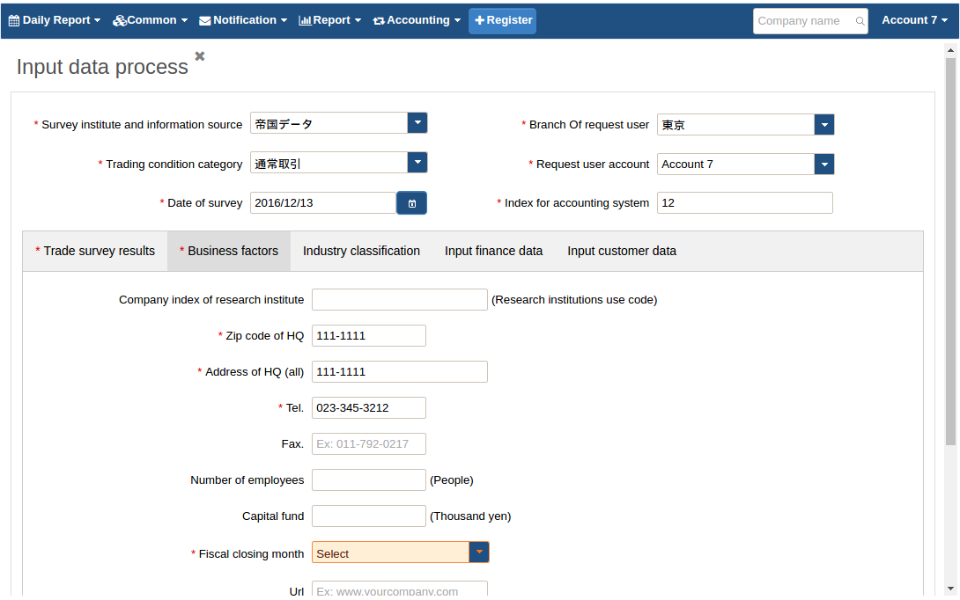 Daily Report Common Notification Report Accounting Register Company name Account 7
Input data process
* Survey institute and information source 帝国データ * Branch Of request user 東京
* Trading condition category 通常取引 * Request user account Account 7
* Date of survey 2016/12/13 * Index for accounting system 12
* Trade survey results * Business factors Industry classification Input finance data Input customer data
Company index of research institute (Research institutions use code)
* Zip code of HQ 111-1111
* Address of HQ (all) 111-1111
* Tel. 023-345-3212
Fax. Ex: 011-792-0217
Number of employees (People)
Capital fund (Thousand yen)
* Fiscal closing month Select
Url Ex: www.yourcompany.com